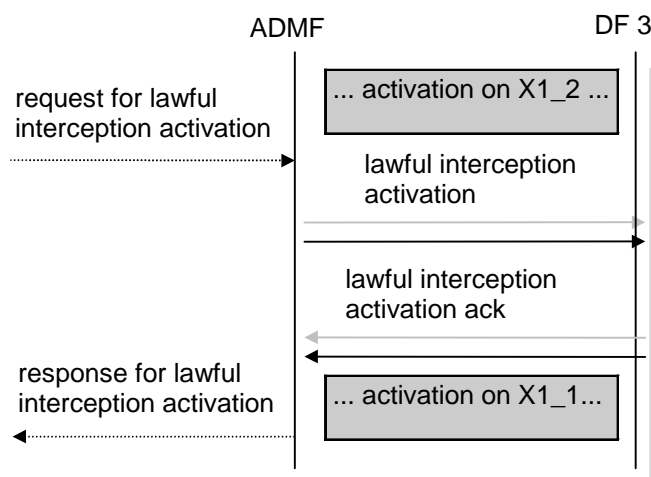 ADMF
DF 3
request for lawful
interception activation
... activation on X1_2 ...
lawful interception
activation
lawful interception
activation ack
response for lawful
interception activation
... activation on X1_1...